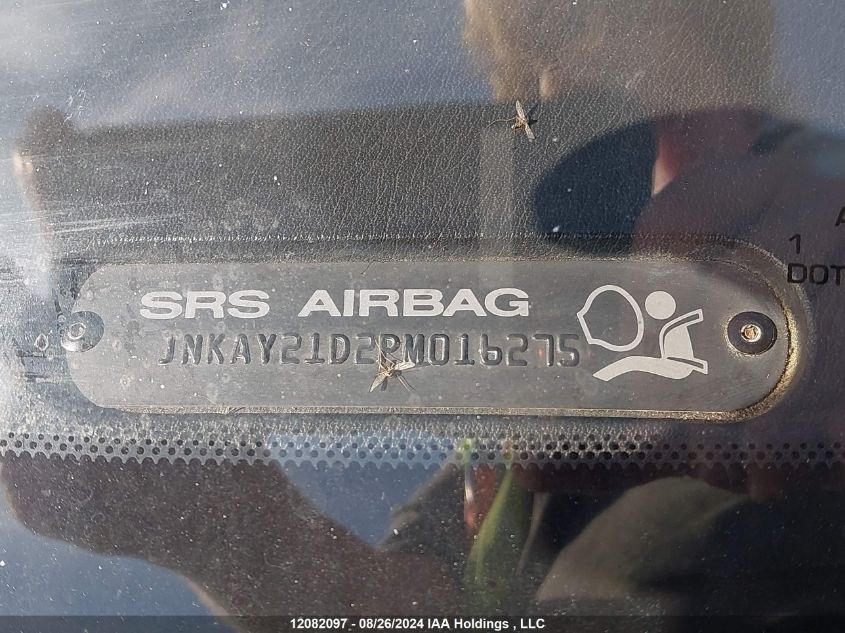 SRS AIRBAG
JNKAY21D2PM016275
A
1
DOT
12082097 - 08/26/2024 IAA Holdings , LLC